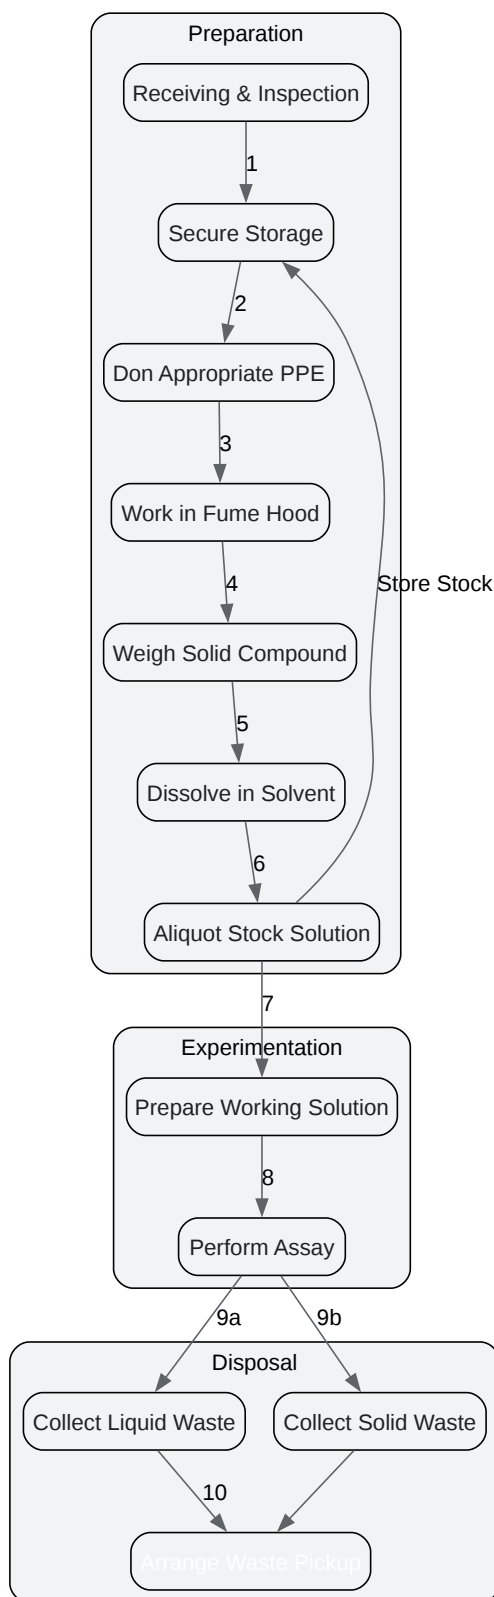 Preparation
Receiving & Inspection
1
Secure Storage
2
Don Appropriate PPE
3
Work in Fume Hood
4
Store Stock
Weigh Solid Compound
5
Dissolve in Solvent
6
Aliquot Stock Solution
7
Experimentation
Prepare Working Solution
8
Perform Assay
9a
9b
Disposal
Collect Liquid Waste
Collect Solid Waste
10
Arrange Waste Pickup